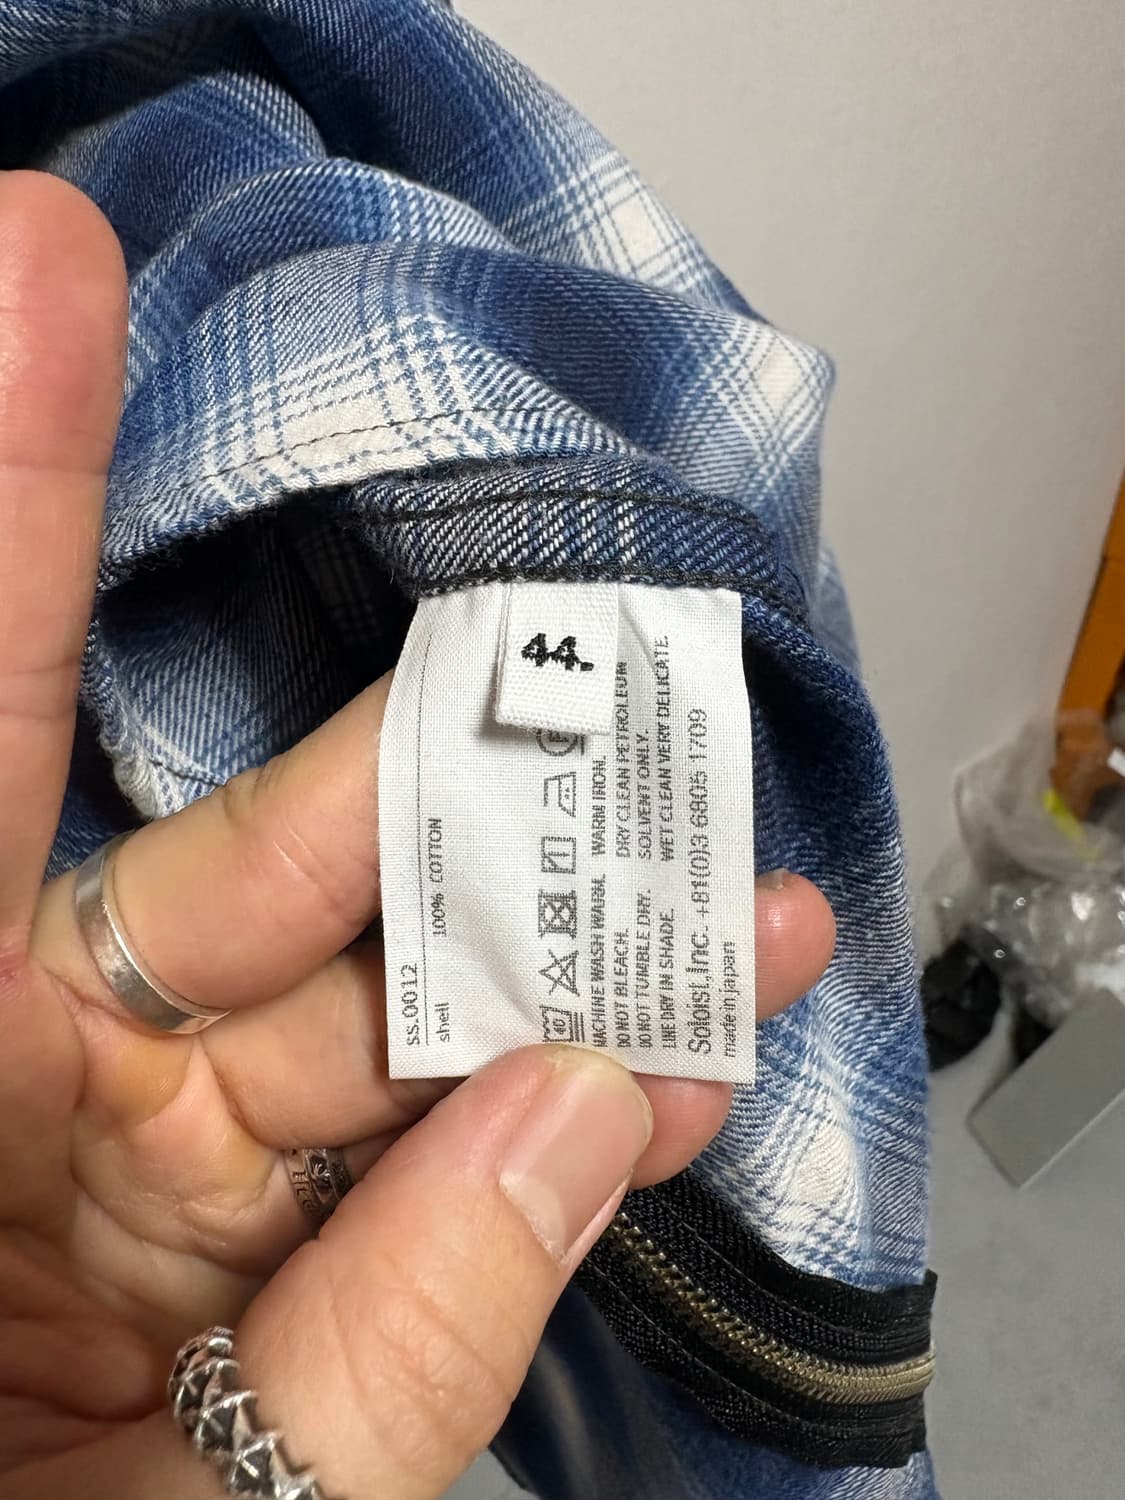 44.
ss.0012
shell 100% COTTON
MACHINE WASH WARM. WARM IRON.
DO NOT BLEACH. DRY CLEAN PETROLEUM
DO NOT TUMBLE DRY. SOLVENT ONLY.
LINE DRY IN SHADE. WET CLEAN VERY DELICATE.
Soloist.Inc. +81(0)3 6805 1709
made in japan